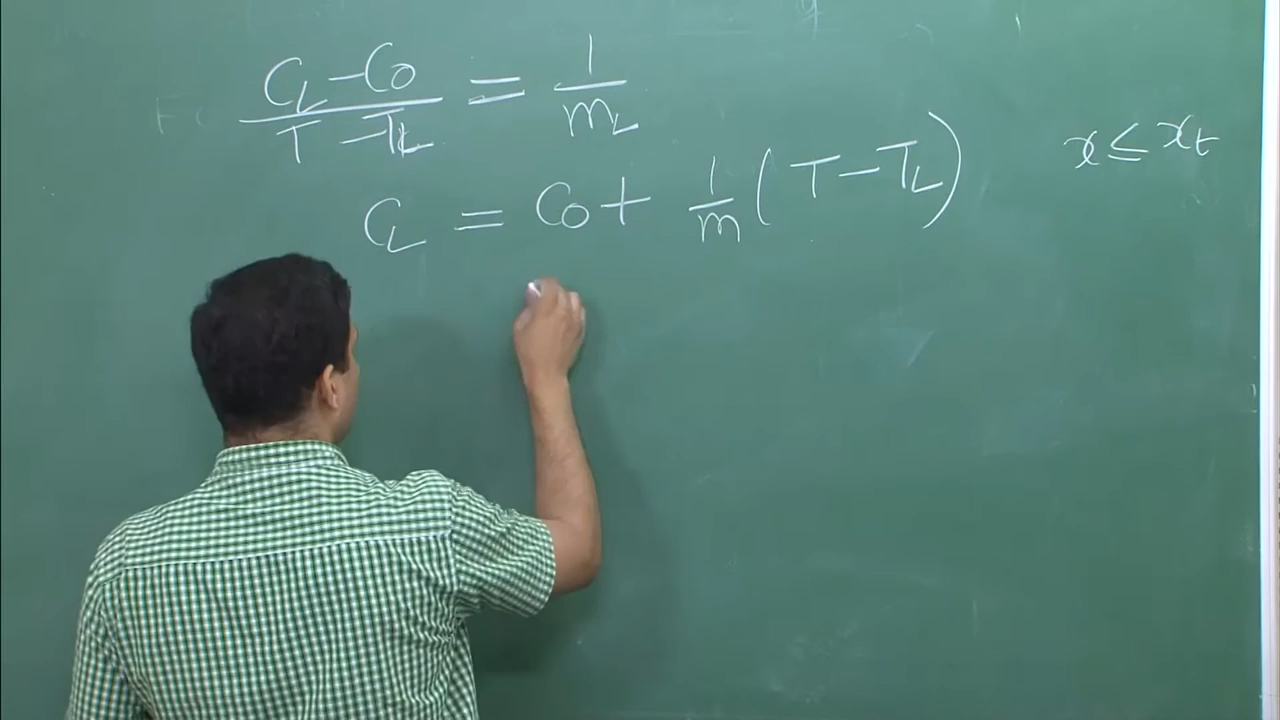 (C_L - C_0)/(T - T_L) = 1/m_L
x ≤ x_t
C_L = C_0 + 1/m (T - T_L)